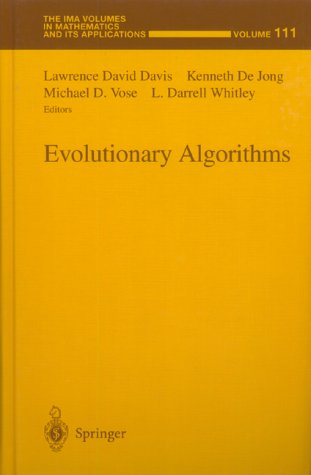 THE IMA VOLUMES
IN MATHEMATICS
AND ITS APPLICATIONS
VOLUME 111
Lawrence David Davis Kenneth De Jong
Michael D. Vose L. Darrell Whitley
Editors
Evolutionary Algorithms
Springer